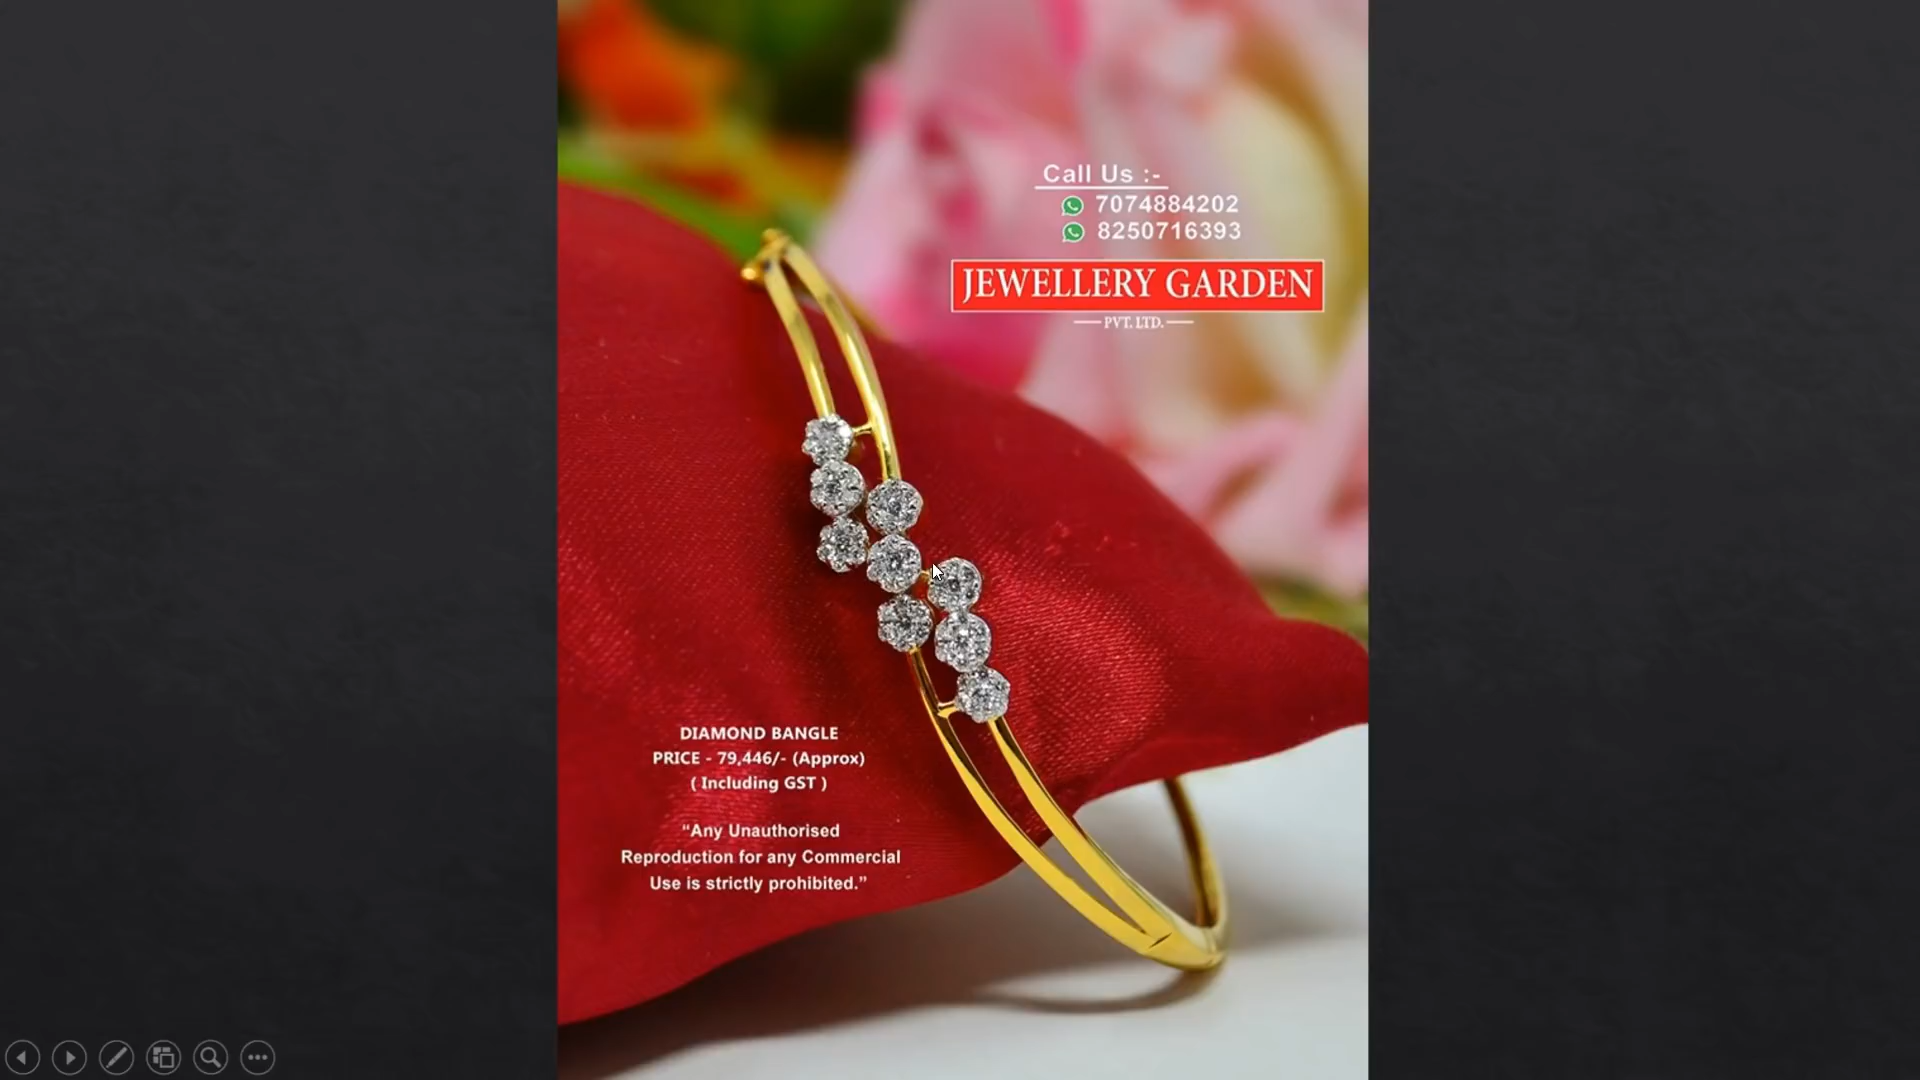 Call Us :-
7074884202
8250716393
JEWELLERY GARDEN
PVT. LTD.
DIAMOND BANGLE
PRICE - 79,446/- (Approx)
( Including GST )
“Any Unauthorised
Reproduction for any Commercial
Use is strictly prohibited.”